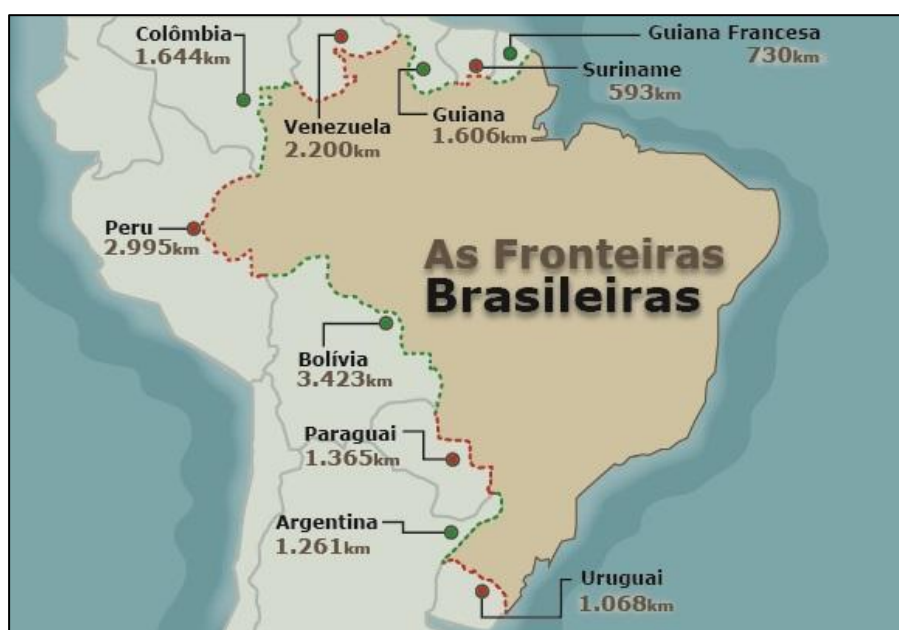 Colômbia
1.644km
Guiana Francesa
730km
Suriname
593km
Venezuela
2.200km
Guiana
1.606km
Peru
2.995km
As Fronteiras
Brasileiras
Bolívia
3.423km
Paraguai
1.365km
Argentina
1.261km
Uruguai
1.068km